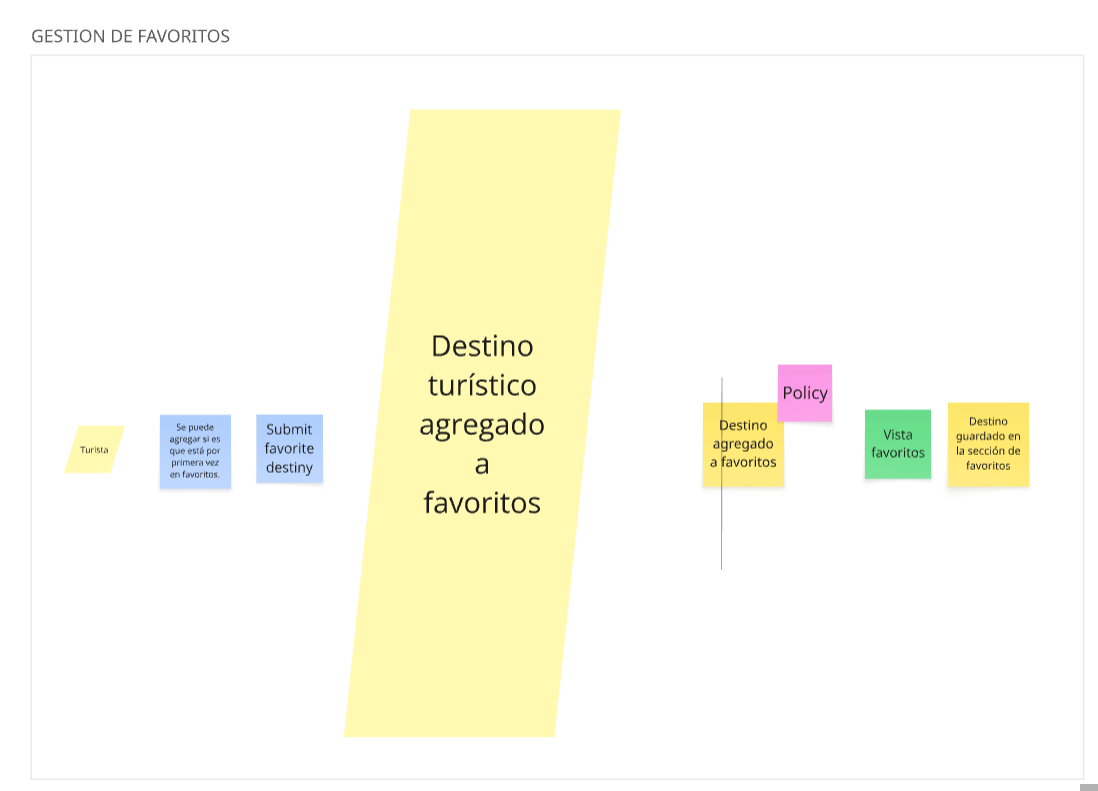 GESTION DE FAVORITOS
Turista
Se puede
agregar si es
que está por
primera vez
en favoritos.
Submit
favorite
destiny
Destino
turístico
agregado
a
favoritos
Destino
agregado
a favoritos
Policy
Vista
favoritos
Destino
guardado en
la sección de
favoritos